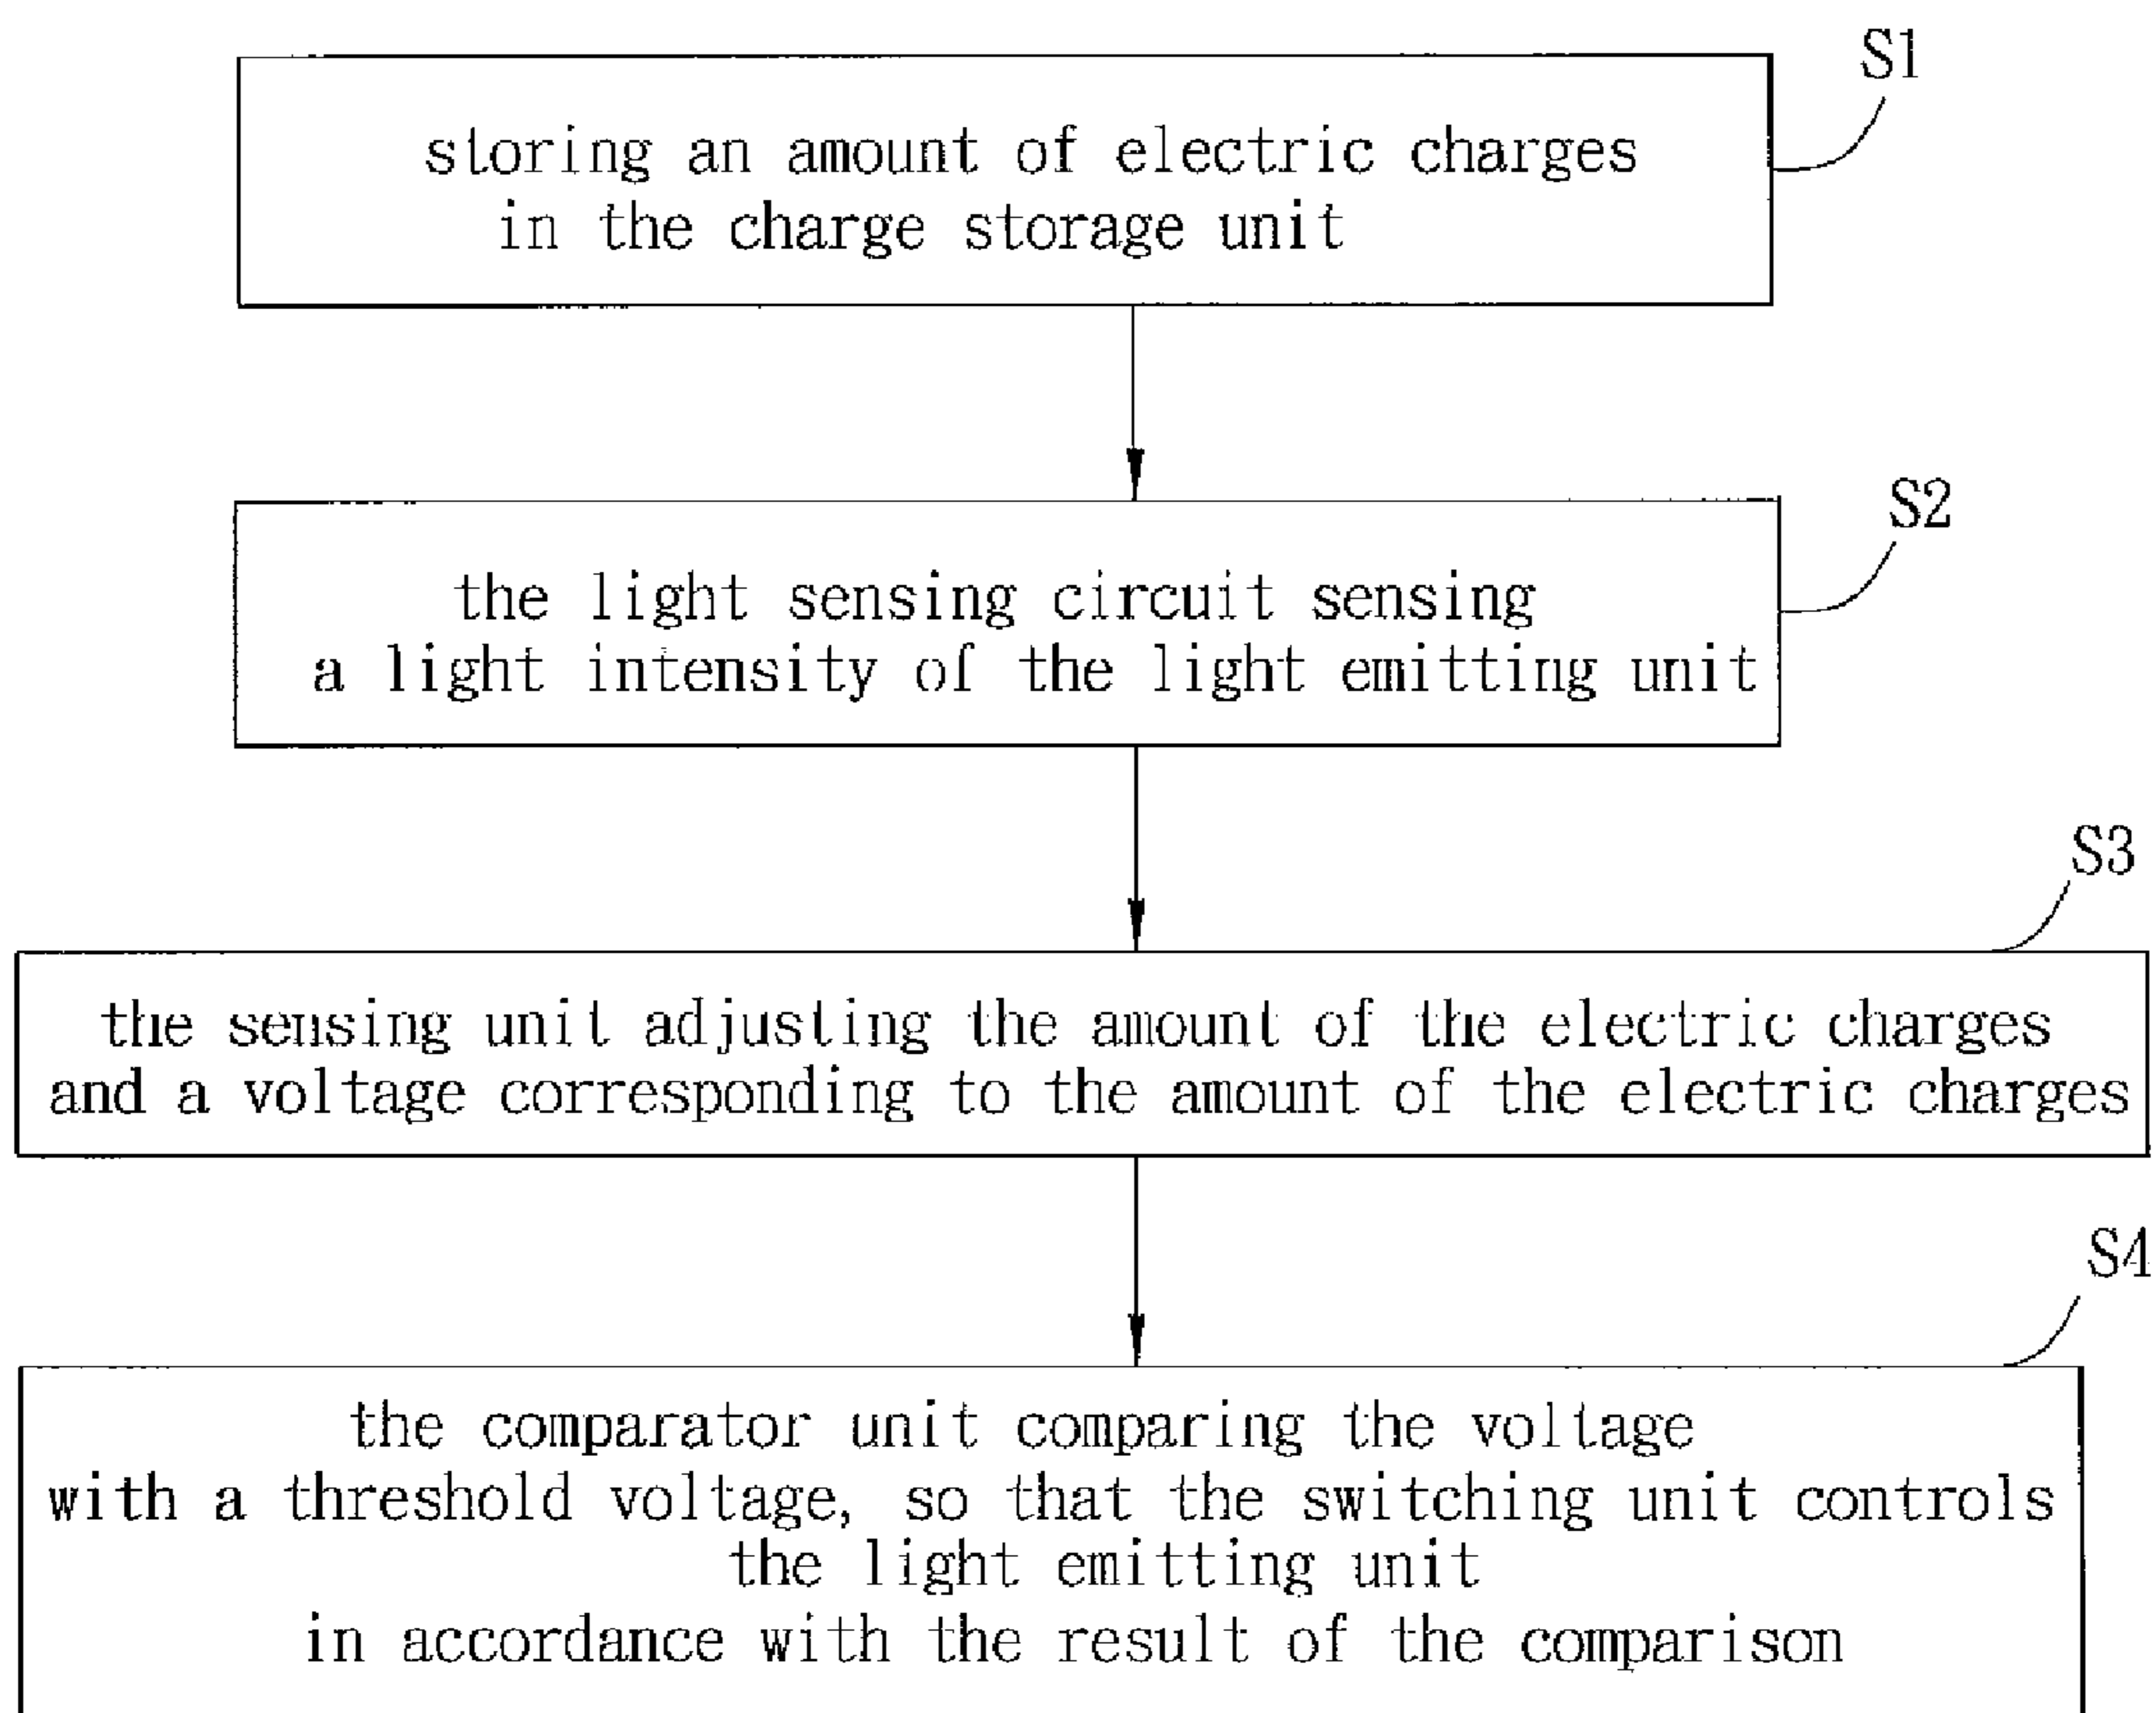 S1
storing an amount of electric charges
in the charge storage unit
S2
the light sensing circuit sensing
a light intensity of the light emitting unit
S3
the sensing unit adjusting the amount of the electric charges
and a voltage corresponding to the amount of the electric charges
S4
the comparator unit comparing the voltage
with a threshold voltage, so that the switching unit controls
the light emitting unit
in accordance with the result of the comparison